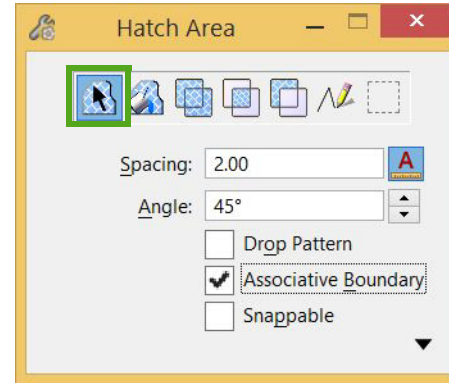 Hatch Area
Spacing: 2.00 A
Angle: 45°
Drop Pattern
Associative Boundary
Snappable